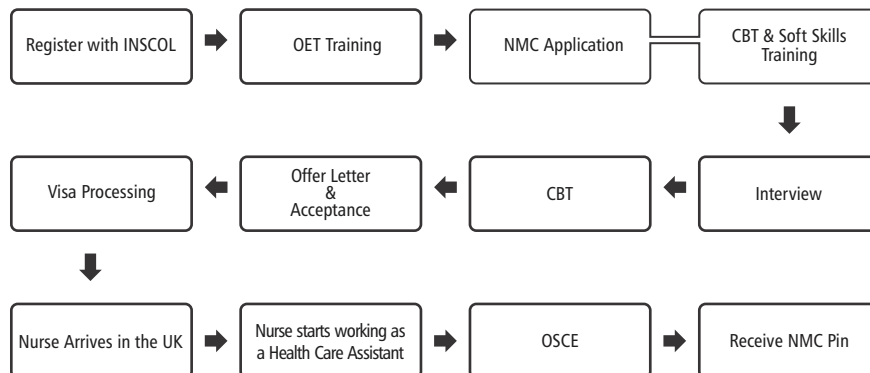 Register with INSCOL
OET Training
NMC Application
CBT & Soft Skills
Training
Interview
CBT
Offer Letter
&
Acceptance
Visa Processing
Nurse Arrives in the UK
Nurse starts working as
a Health Care Assistant
OSCE
Receive NMC Pin